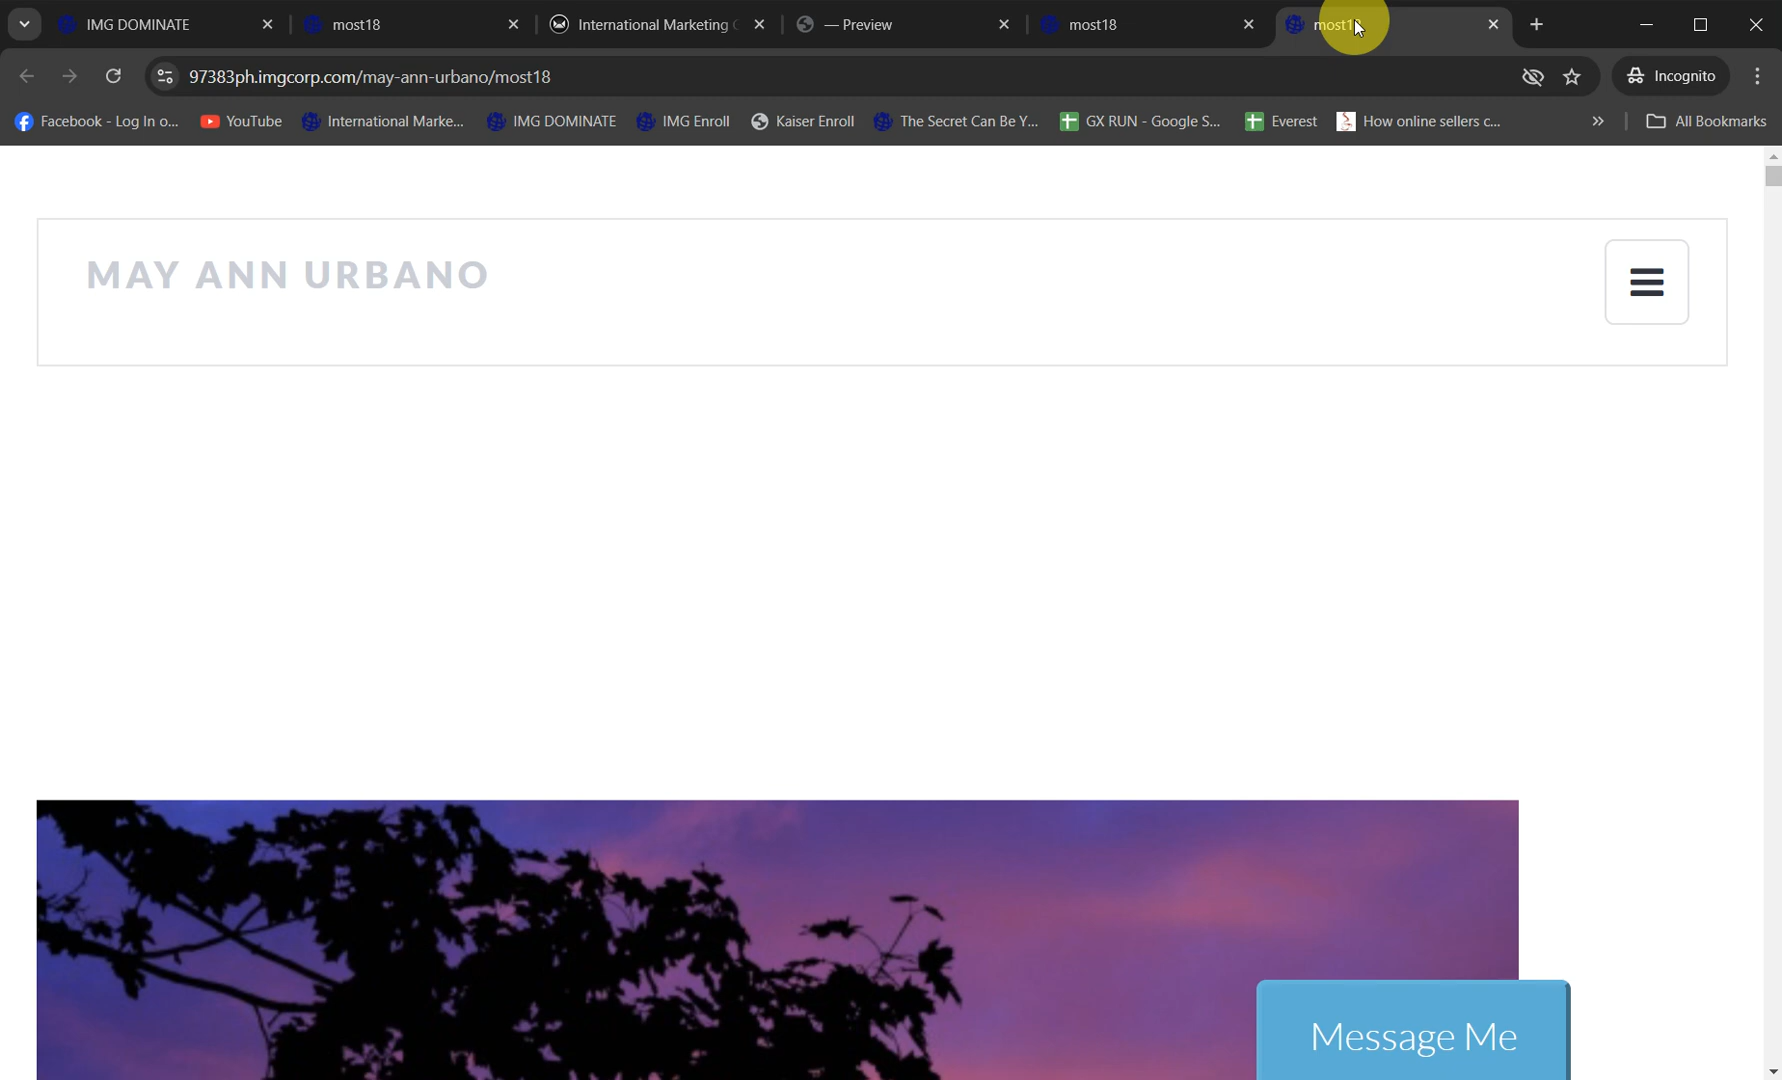 IMG DOMINATE
most18
International Marketing
— Preview
most18
97383ph.imgcorp.com/may-ann-urbano/most18
Incognito
Facebook - Log In o...
YouTube
International Marke...
IMG DOMINATE
IMG Enroll
Kaiser Enroll
The Secret Can Be Y...
GX RUN - Google S...
Everest
How online sellers c...
All Bookmarks
MAY ANN URBANO
Message Me